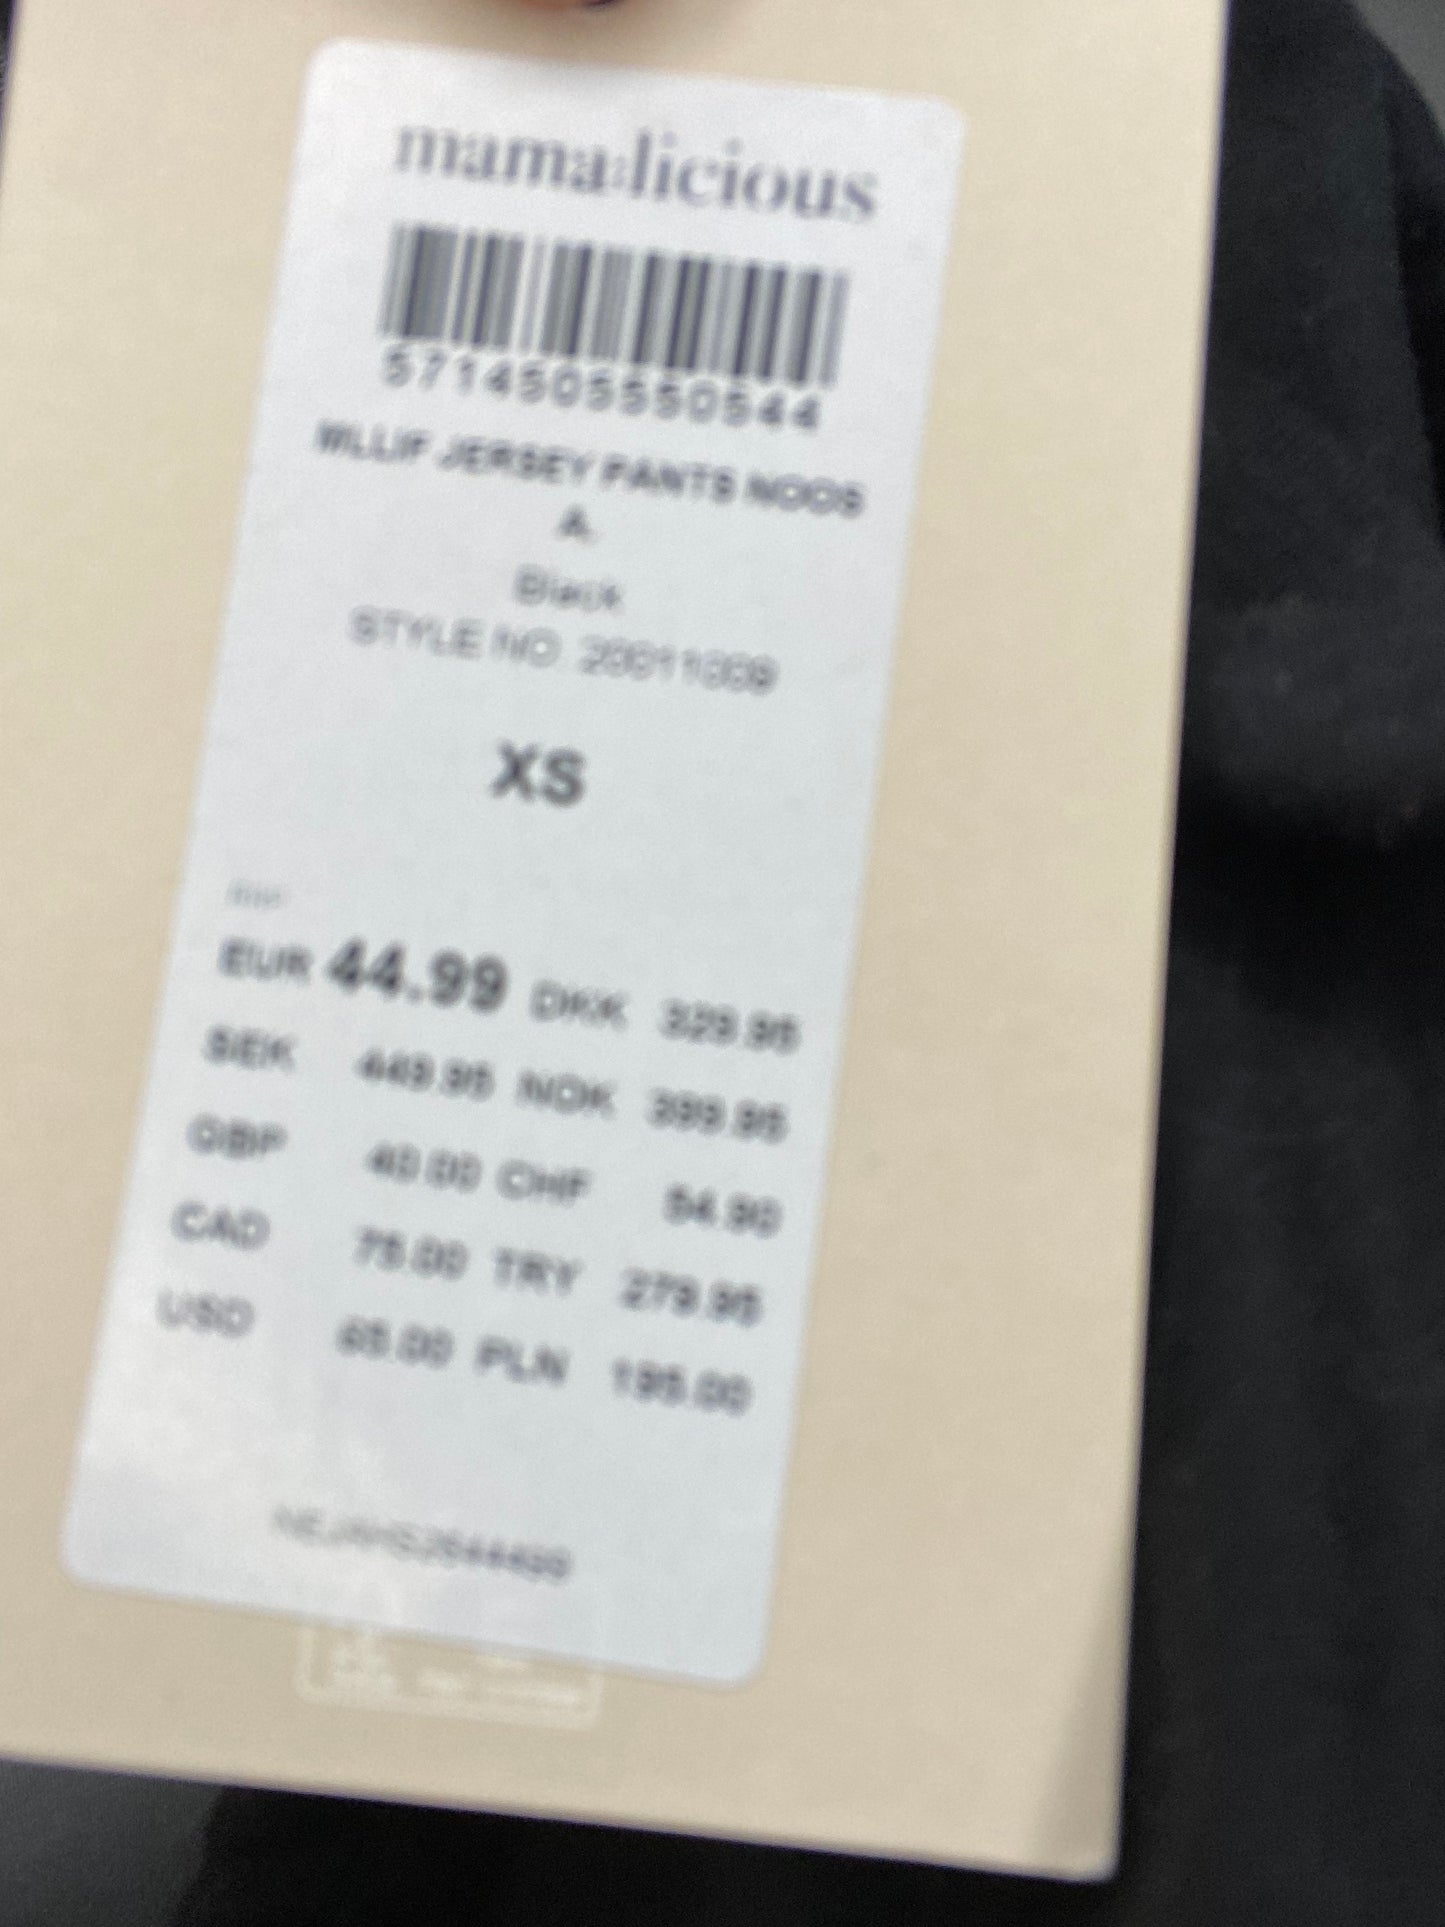 mama:licious
5714505550544
MLLIF JERSEY PANTS NOOS
A.
Black
STYLE NO. 20011009
XS
RRP
EUR 44.99 DKK 329.95
SEK 449.95 NOK 399.95
GBP 40.00 CHF 54.90
CAD 75.00 TRY 279.95
USD 65.00 PLN 195.00